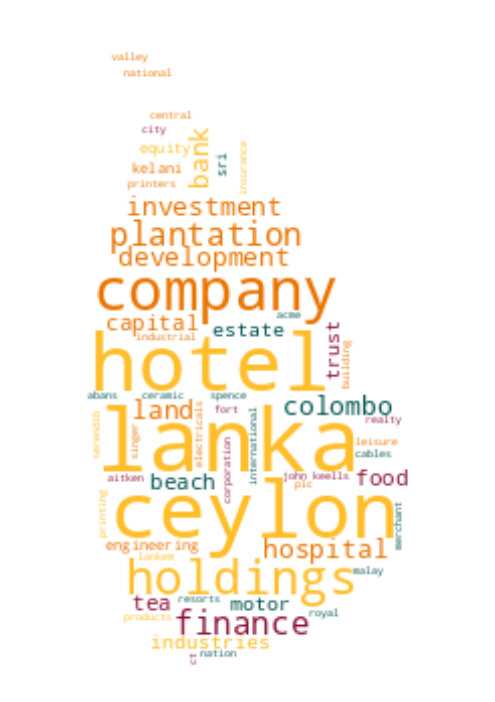 valley
national
central
city
equity
bank
sri
insurance
kelani
printers
investment
plantation
development
company
acme
capital
estate
trust
industrial
building
hotel
abans
ceramic
spence
serendib
singer
land
electricals
fort
international
colombo
realty
lanka
leisure
cables
corporation
aitken
beach
john keells
plc
food
printing
ceylon
merchant
engineering
lankem
hospital
holdings
malay
tea
resorts
motor
royal
products
finance
industries
ct
nation